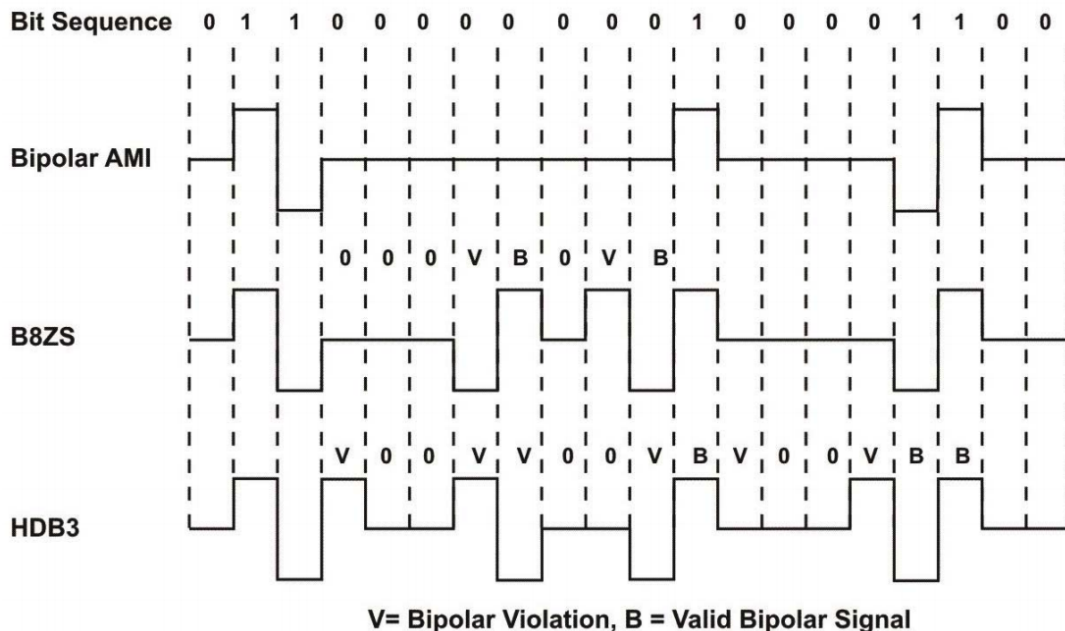 Bit Sequence 0 1 1 0 0 0 0 0 0 0 0 1 0 0 0 0 1 1 0 0
Bipolar AMI
0 0 0 V B 0 V B
B8ZS
V 0 0 V V 0 0 V B V 0 0 V B B
HDB3
V= Bipolar Violation, B = Valid Bipolar Signal